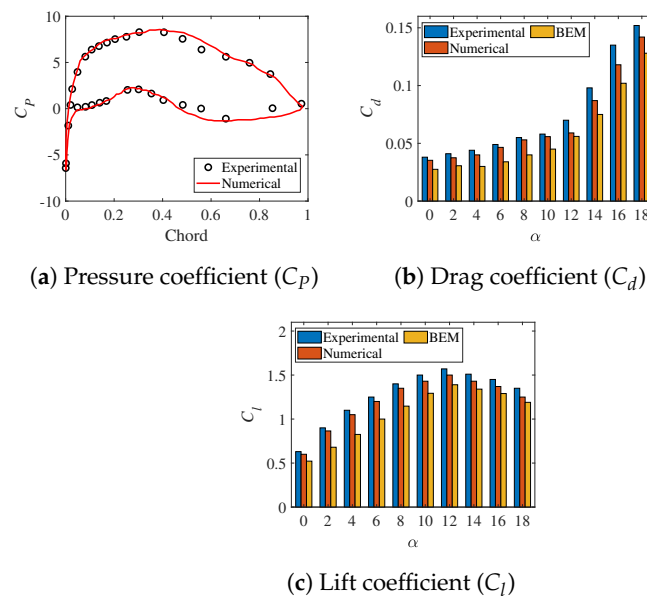 10
5
0
-5
-10
C_P
Experimental
Numerical
0 0.2 0.4 0.6 0.8 1
Chord
(a) Pressure coefficient (C_P)
0.15
0.1
0.05
0
C_d
Experimental BEM
Numerical
0 2 4 6 8 10 12 14 16 18
α
(b) Drag coefficient (C_d)
2
1.5
1
0.5
0
C_l
Experimental BEM
Numerical
0 2 4 6 8 10 12 14 16 18
α
(c) Lift coefficient (C_l)